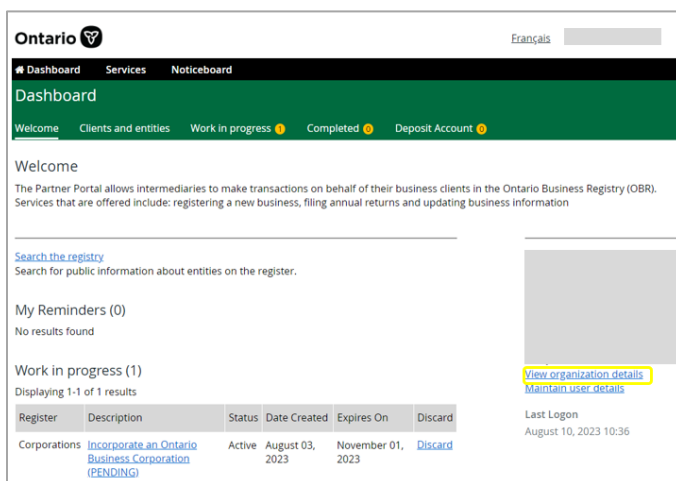 Ontario
Français
Dashboard Services Noticeboard
Dashboard
Welcome Clients and entities Work in progress 1 Completed 0 Deposit Account 0
Welcome
The Partner Portal allows intermediaries to make transactions on behalf of their business clients in the Ontario Business Registry (OBR).
Services that are offered include: registering a new business, filing annual returns and updating business information
Search the registry
Search for public information about entities on the register.
My Reminders (0)
No results found
Work in progress (1)
Displaying 1-1 of 1 results
Register Description Status Date Created Expires On Discard
Corporations Incorporate an Ontario Active August 03, November 01, Discard
Business Corporation 2023 2023
(PENDING)
View organization details
Maintain user details
Last Logon
August 10, 2023 10:36